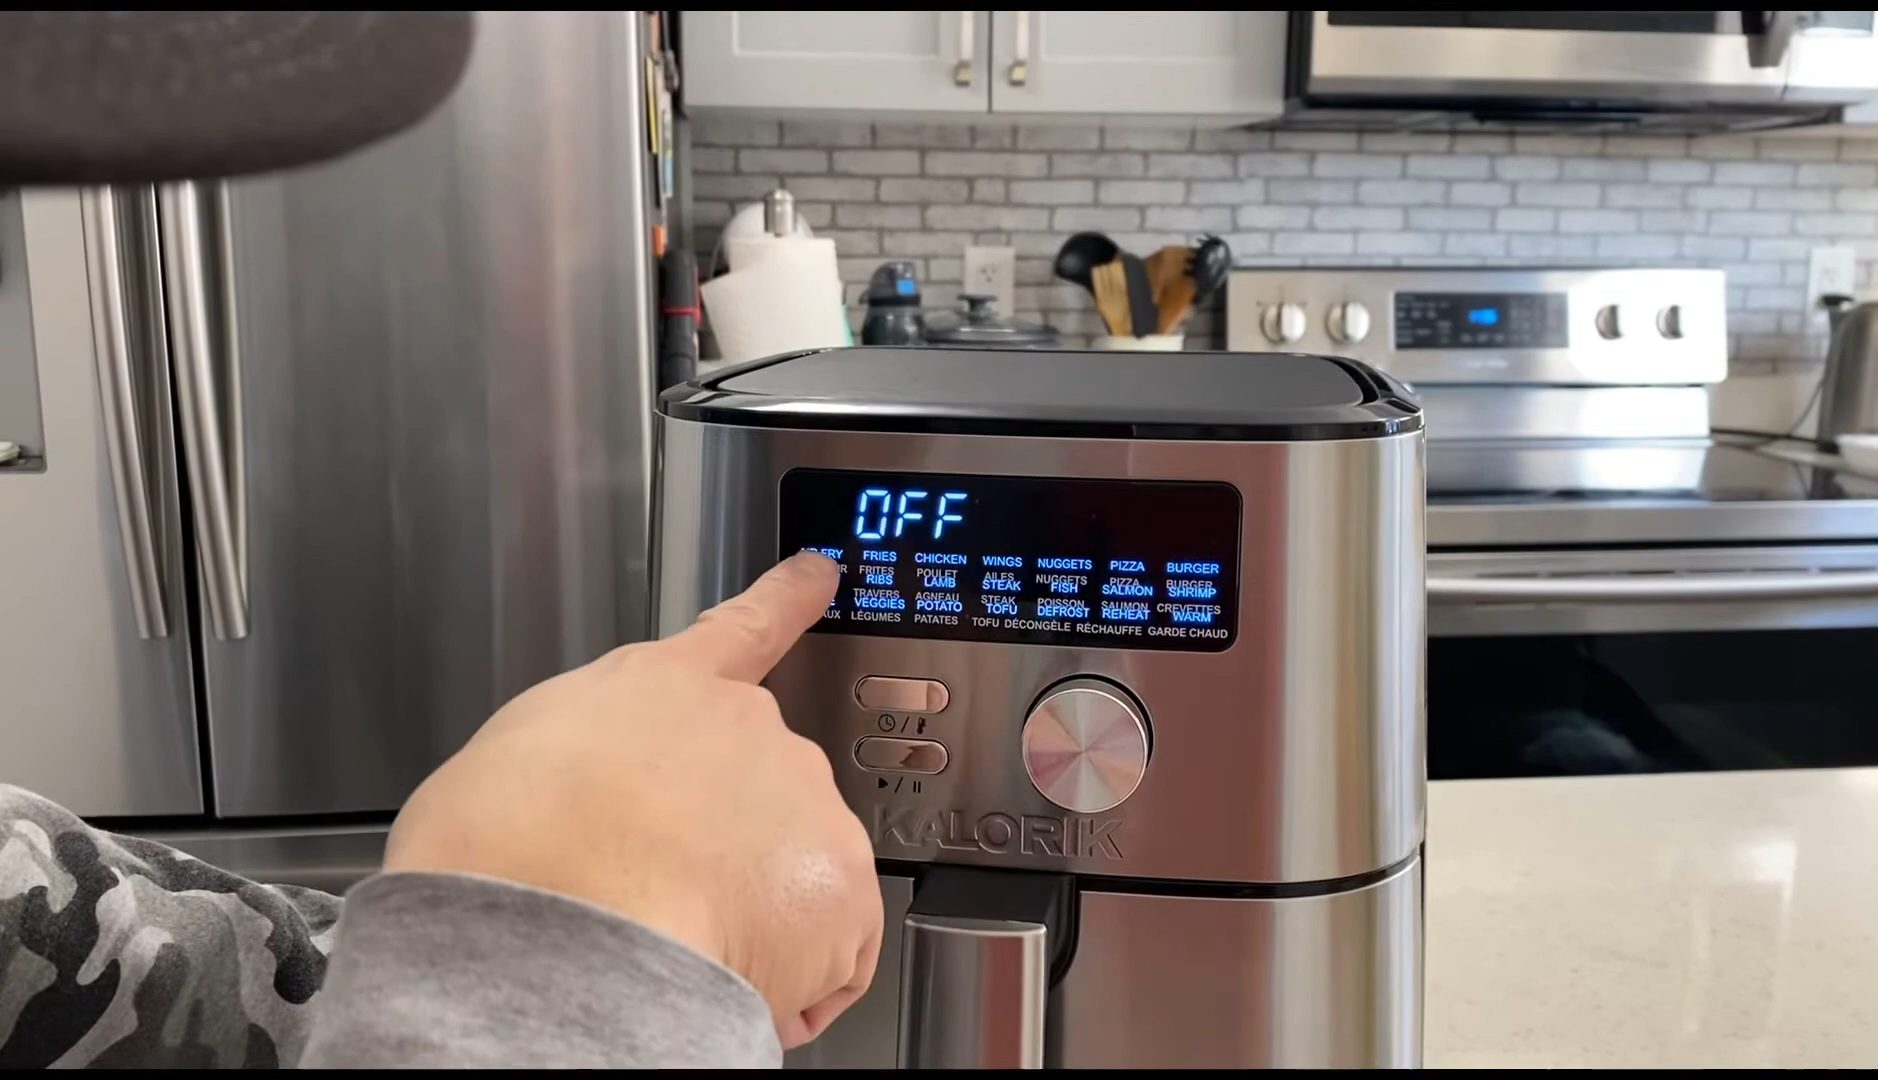 OFF
FRY FRIES CHICKEN WINGS NUGGETS PIZZA BURGER
FRITES POULET AILES NUGGETS PIZZA BURGER
RIBS LAMB STEAK FISH SALMON SHRIMP
TRAVERS AGNEAU STEAK POISSON SAUMON CREVETTES
VEGGIES POTATO TOFU DEFROST REHEAT WARM
LÉGUMES PATATES TOFU DÉCONGÈLE RÉCHAUFFE GARDE CHAUD
KALORIK